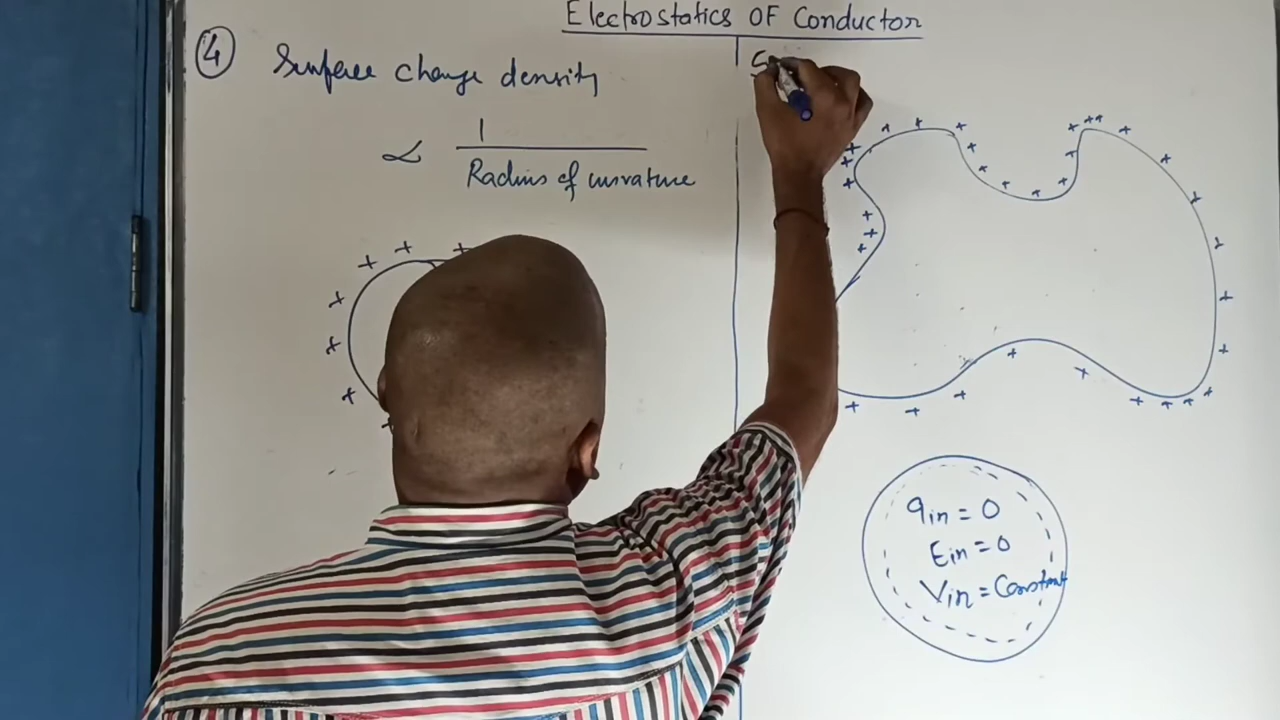 Electrostatics OF Conductor
④ Surface charge density
∝ 1
Radius of curvature
qin = 0
Ein = 0
Vin = Constant